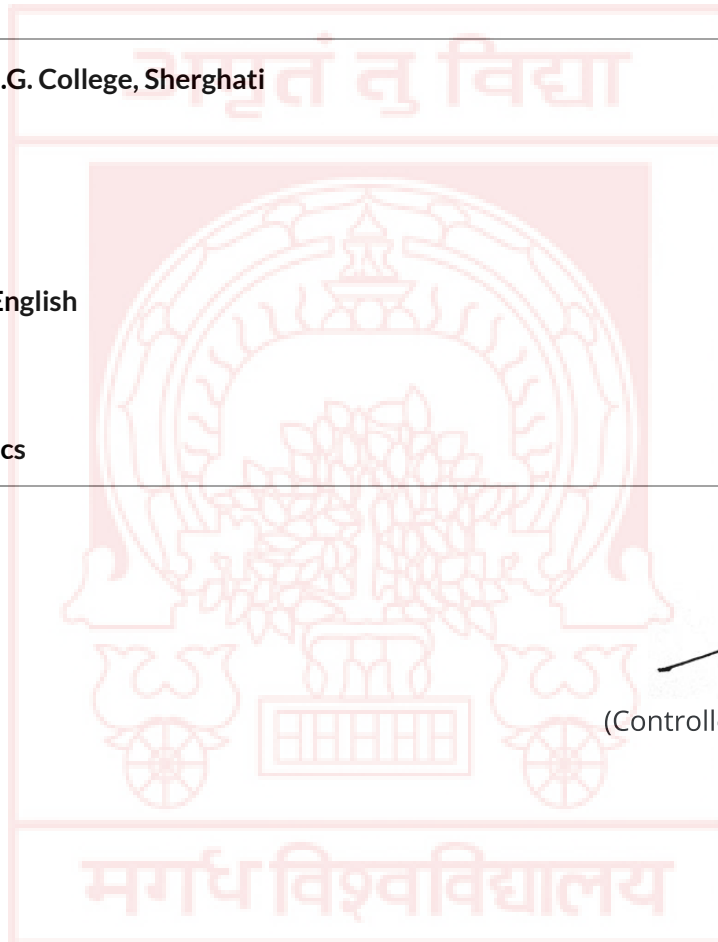 अमृतं तु विद्या
.G. College, Sherghati
English
cs
(Controll
मगध विश्वविद्यालय